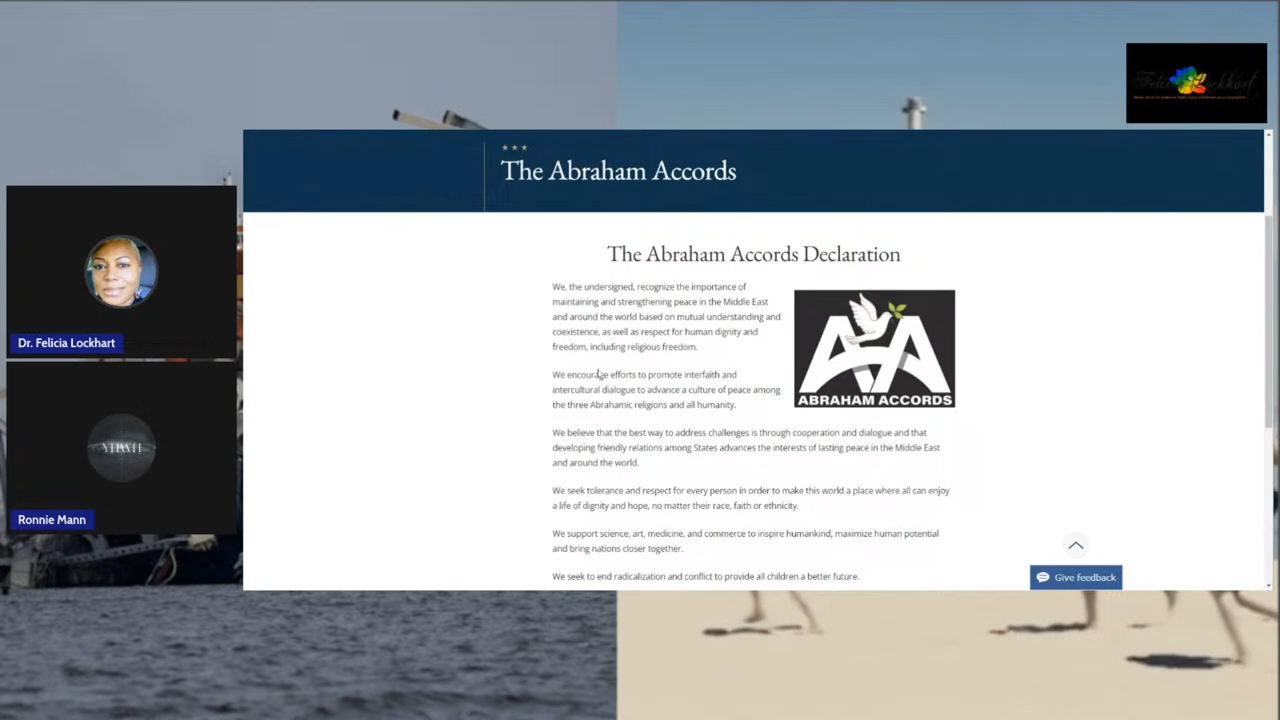 Felicia Lockhart
The Abraham Accords
The Abraham Accords Declaration
We, the undersigned, recognize the importance of
maintaining and strengthening peace in the Middle East
and around the world based on mutual understanding and
coexistence, as well as respect for human dignity and
freedom, including religious freedom.
We encourage efforts to promote interfaith and
intercultural dialogue to advance a culture of peace among
the three Abrahamic religions and all humanity.
AA
ABRAHAM ACCORDS
We believe that the best way to address challenges is through cooperation and dialogue and that
developing friendly relations among States advances the interests of lasting peace in the Middle East
and around the world.
We seek tolerance and respect for every person in order to make this world a place where all can enjoy
a life of dignity and hope, no matter their race, faith or ethnicity.
We support science, art, medicine, and commerce to inspire humankind, maximize human potential
and bring nations closer together.
We seek to end radicalization and conflict to provide all children a better future.
Give feedback
Dr. Felicia Lockhart
YHWH
Ronnie Mann